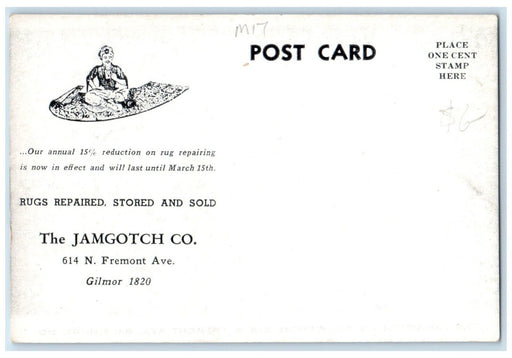 M17
POST CARD
PLACE
ONE CENT
STAMP
HERE
$6
...Our annual 15% reduction on rug repairing
is now in effect and will last until March 15th.
RUGS REPAIRED, STORED AND SOLD
The JAMGOTCH CO.
614 N. Fremont Ave.
Gilmor 1820